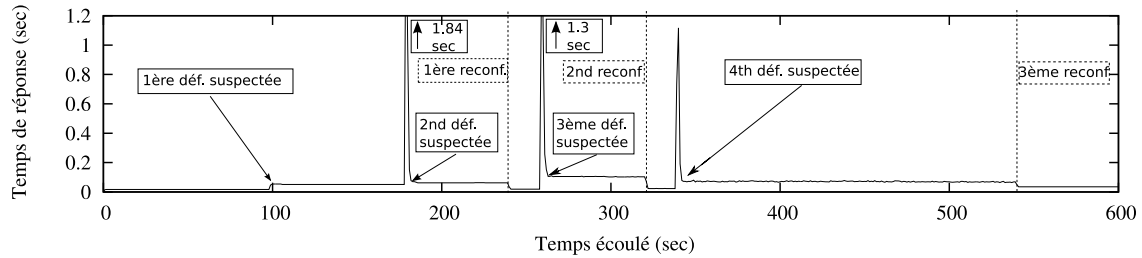 Temps de réponse (sec)
1.2
1
0.8
0.6
0.4
0.2
0
1.84
sec
1.3
sec
1ère déf. suspectée
1ère reconf.
2nd reconf.
4th déf. suspectée
3ème reconf.
2nd déf.
suspectée
3ème déf.
suspectée
0
100
200
300
400
500
600
Temps écoulé (sec)